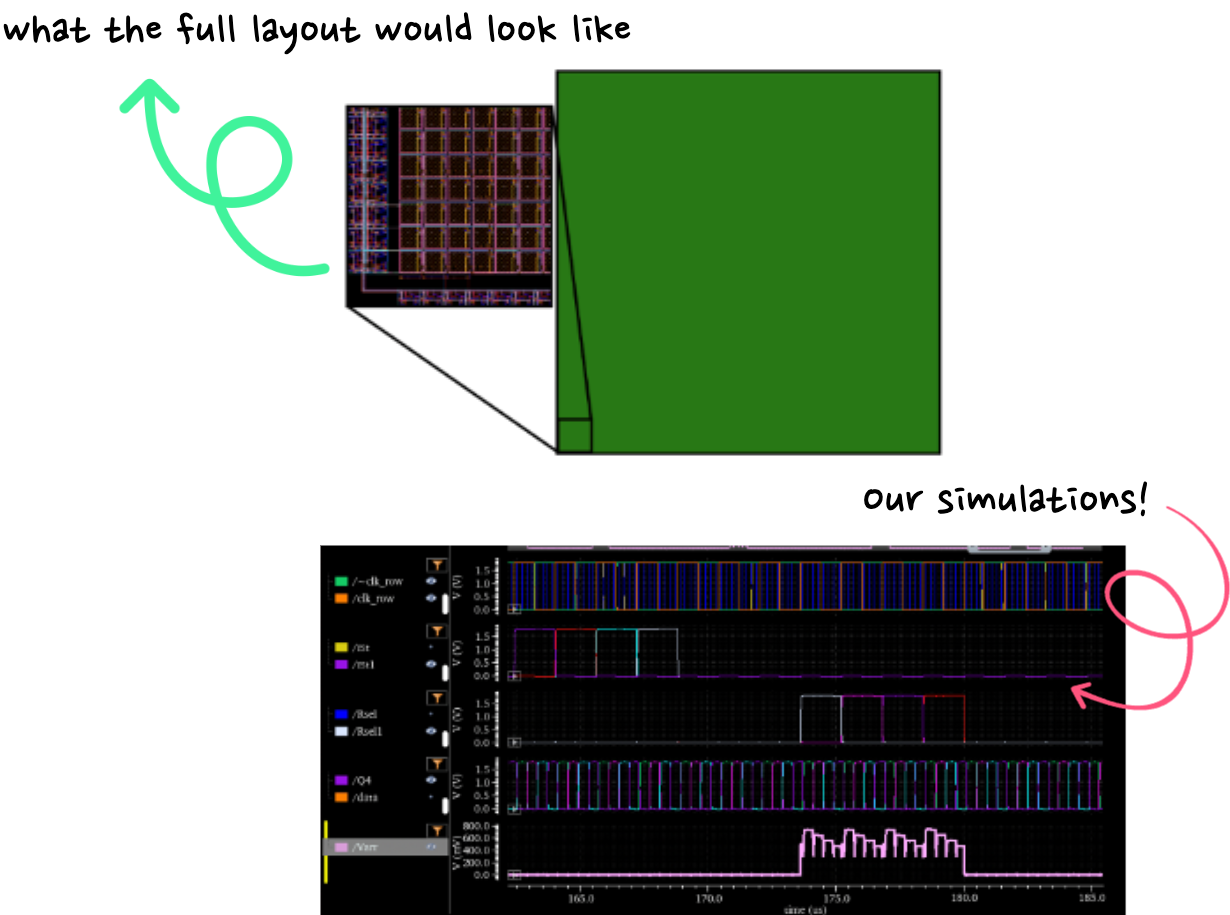 what the full layout would look like
our simulations!
/~clk_row
/clk_row
V (V)
1.5
1.0
0.5
0.0
V (V)
1.5
1.0
0.5
0.0
/Rsel
/Rsel1
V (V)
1.5
1.0
0.5
0.0
/Q4
/data
V (V)
1.5
1.0
0.5
0.0
V (mV)
800.0
600.0
400.0
200.0
0.0
165.0 170.0 175.0 180.0 185.0
time (us)